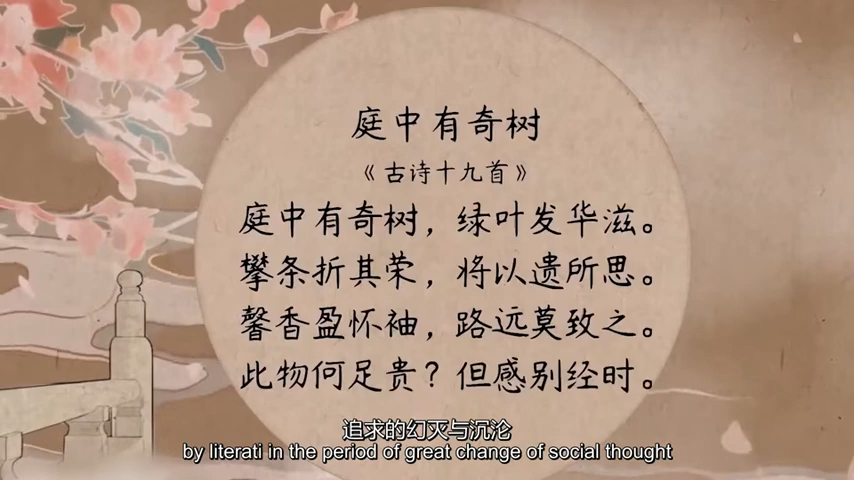 庭中有奇树
《古诗十九首》
庭中有奇树，绿叶发华滋。
攀条折其荣，将以遗所思。
馨香盈怀袖，路远莫致之。
此物何足贵？但感别经时。
追求的幻灭与沉沦
by literati in the period of great change of social thought